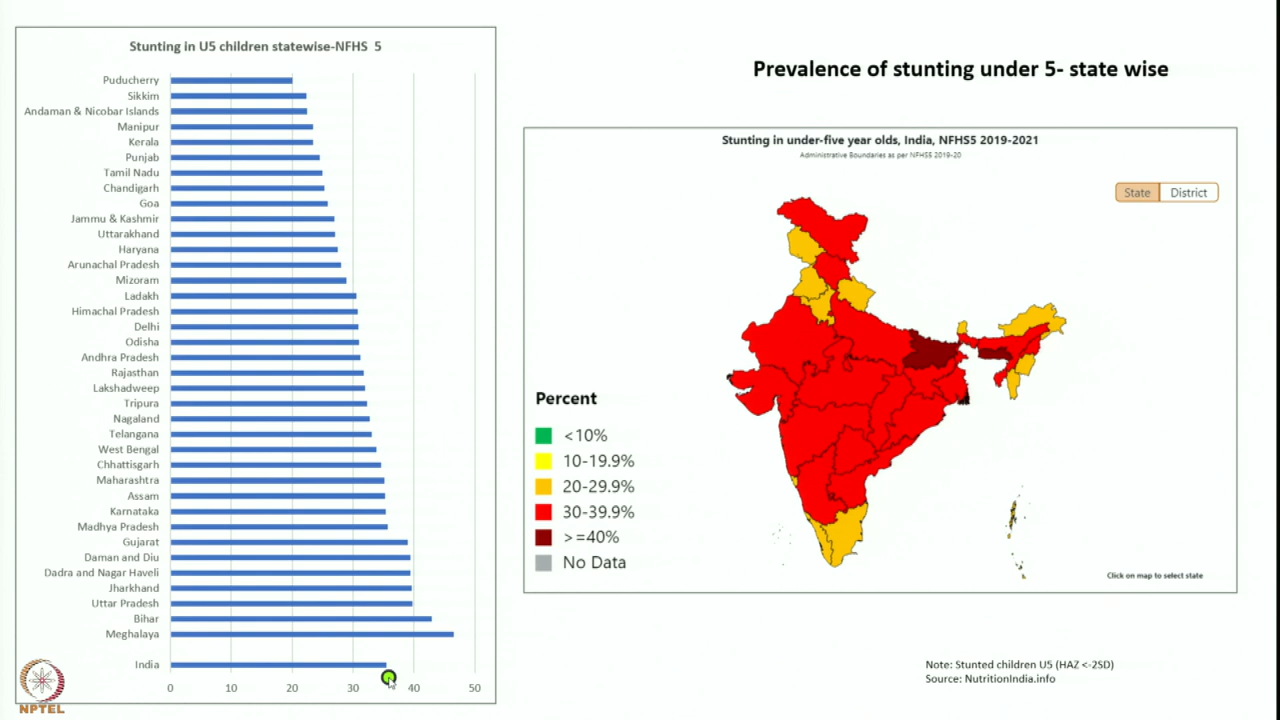 Stunting in U5 children statewise-NFHS 5
Puducherry
Sikkim
Andaman & Nicobar Islands
Manipur
Kerala
Punjab
Tamil Nadu
Chandigarh
Goa
Jammu & Kashmir
Uttarakhand
Haryana
Arunachal Pradesh
Mizoram
Ladakh
Himachal Pradesh
Delhi
Odisha
Andhra Pradesh
Rajasthan
Lakshadweep
Tripura
Nagaland
Telangana
West Bengal
Chhattisgarh
Maharashtra
Assam
Karnataka
Madhya Pradesh
Gujarat
Daman and Diu
Dadra and Nagar Haveli
Jharkhand
Uttar Pradesh
Bihar
Meghalaya
India
0 10 20 30 40 50
NPTEL
Prevalence of stunting under 5- state wise
Stunting in under-five year olds, India, NFHS5 2019-2021
Administrative Boundaries as per NFHS5 2019-20
State District
Percent
<10%
10-19.9%
20-29.9%
30-39.9%
>=40%
No Data
Click on map to select state
Note: Stunted children U5 (HAZ <-2SD)
Source: NutritionIndia.info